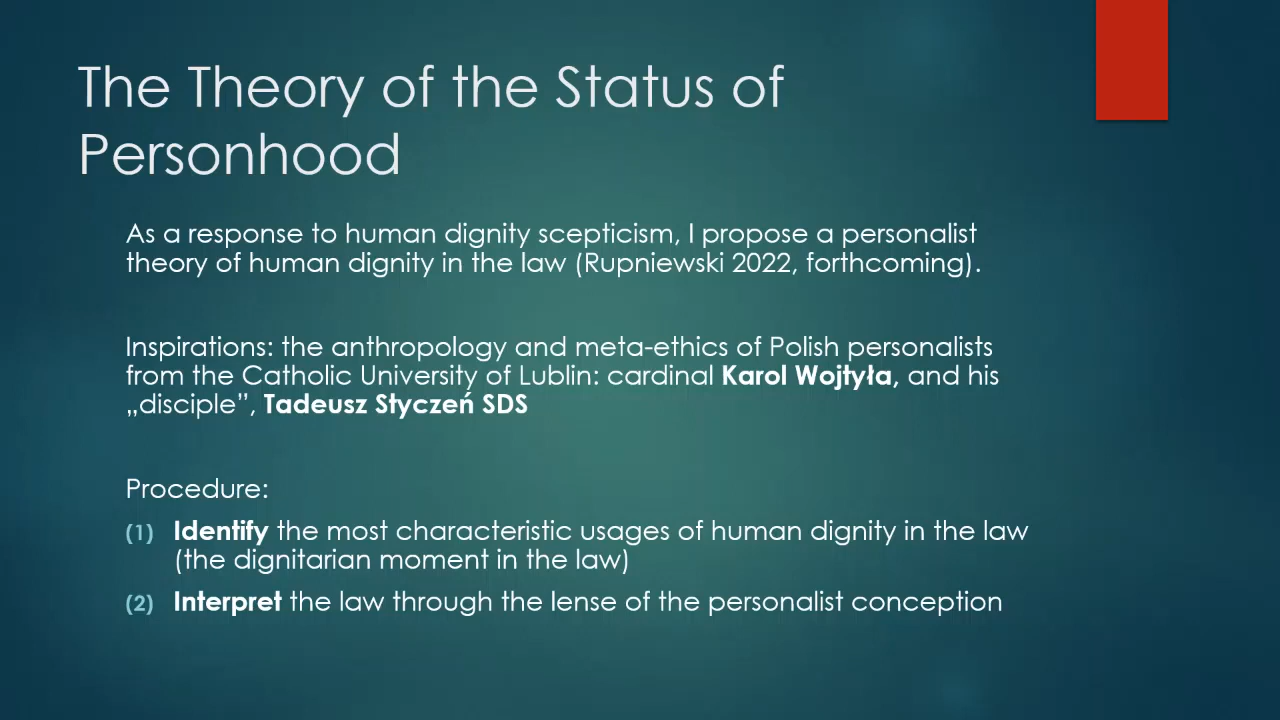 The Theory of the Status of
Personhood
As a response to human dignity scepticism, I propose a personalist
theory of human dignity in the law (Rupniewski 2022, forthcoming).
Inspirations: the anthropology and meta-ethics of Polish personalists
from the Catholic University of Lublin: cardinal Karol Wojtyła, and his
„disciple”, Tadeusz Styczeń SDS
Procedure:
(1) Identify the most characteristic usages of human dignity in the law
(the dignitarian moment in the law)
(2) Interpret the law through the lense of the personalist conception